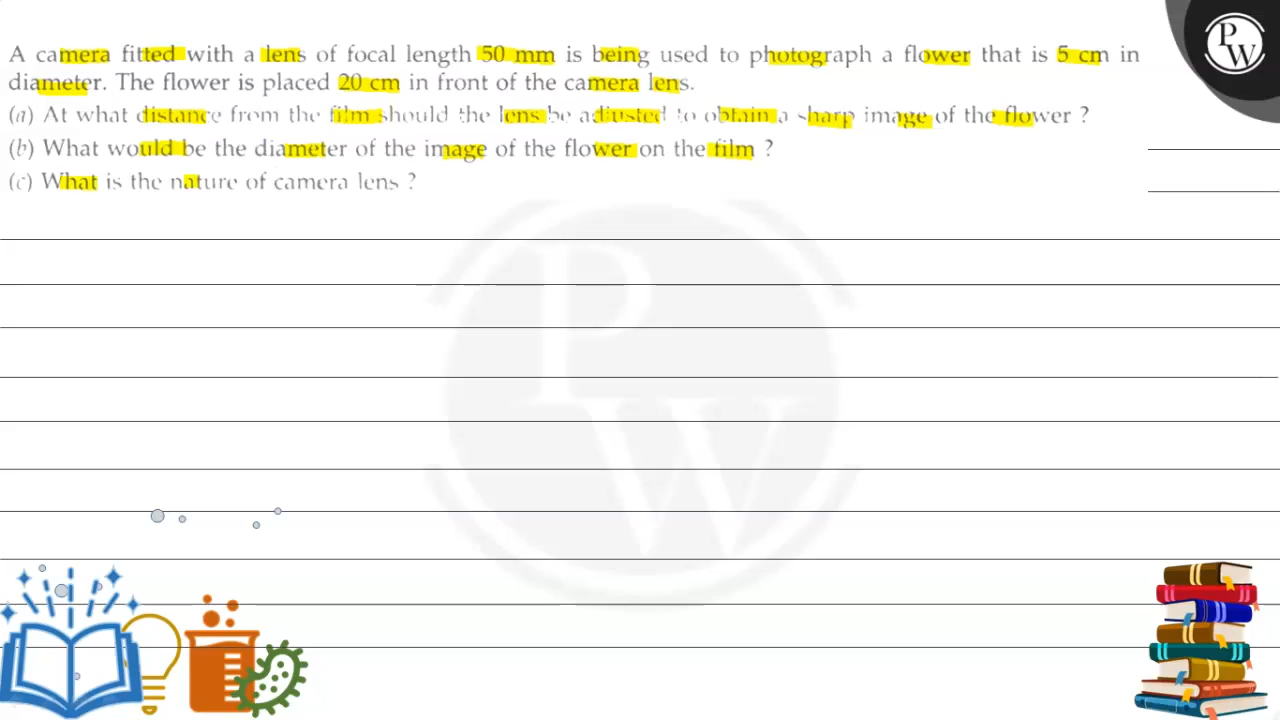 A camera fitted with a lens of focal length 50 mm is being used to photograph a flower that is 5 cm in
diameter. The flower is placed 20 cm in front of the camera lens.
(a) At what distance from the film should the lens be adjusted to obtain a sharp image of the flower ?
(b) What would be the diameter of the image of the flower on the film ?
(c) What is the nature of camera lens ?
PW
PW